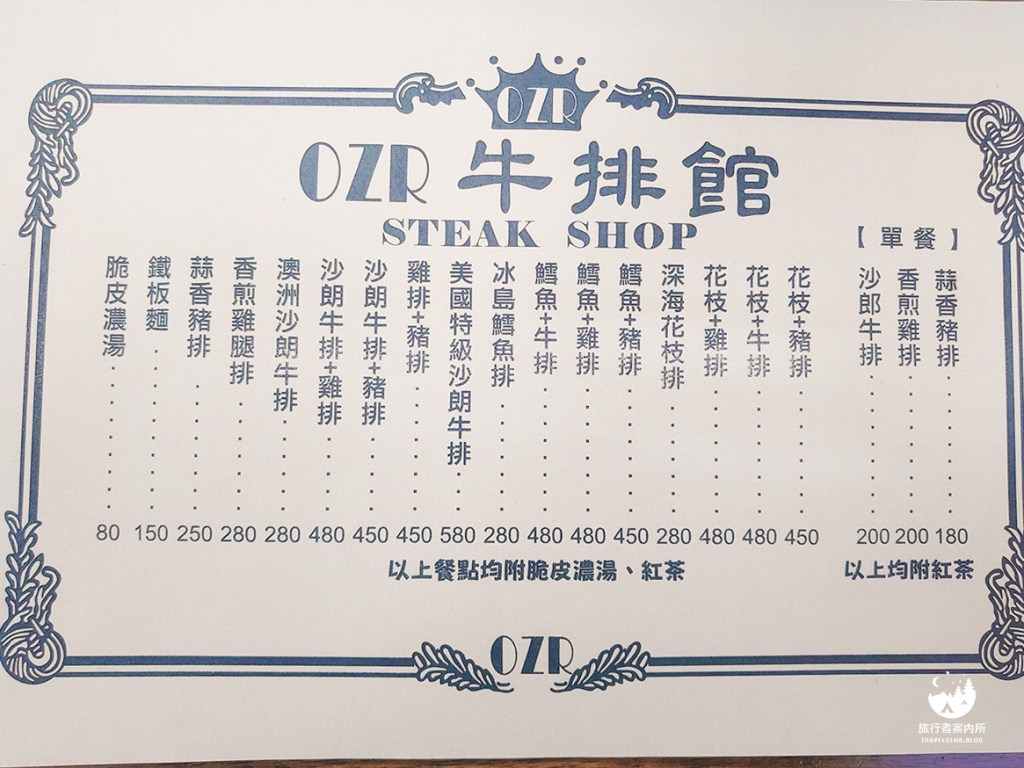 OZR
OZR 牛排館
STEAK SHOP
【單餐】
蒜香豬排 180
香煎雞排 200
沙郎牛排 200
以上均附紅茶
花枝+豬排 450
花枝+牛排 480
花枝+雞排 480
深海花枝排 280
鱈魚+豬排 450
鱈魚+雞排 480
鱈魚+牛排 480
冰島鱈魚排 280
美國特級沙朗牛排 580
雞排+豬排 450
沙朗牛排+豬排 450
沙朗牛排+雞排 480
澳洲沙朗牛排 280
香煎雞腿排 280
蒜香豬排 250
鐵板麵 150
脆皮濃湯 80
以上餐點均附脆皮濃湯、紅茶
OZR
旅行者案內所
TRAVELCLUB.BLOG